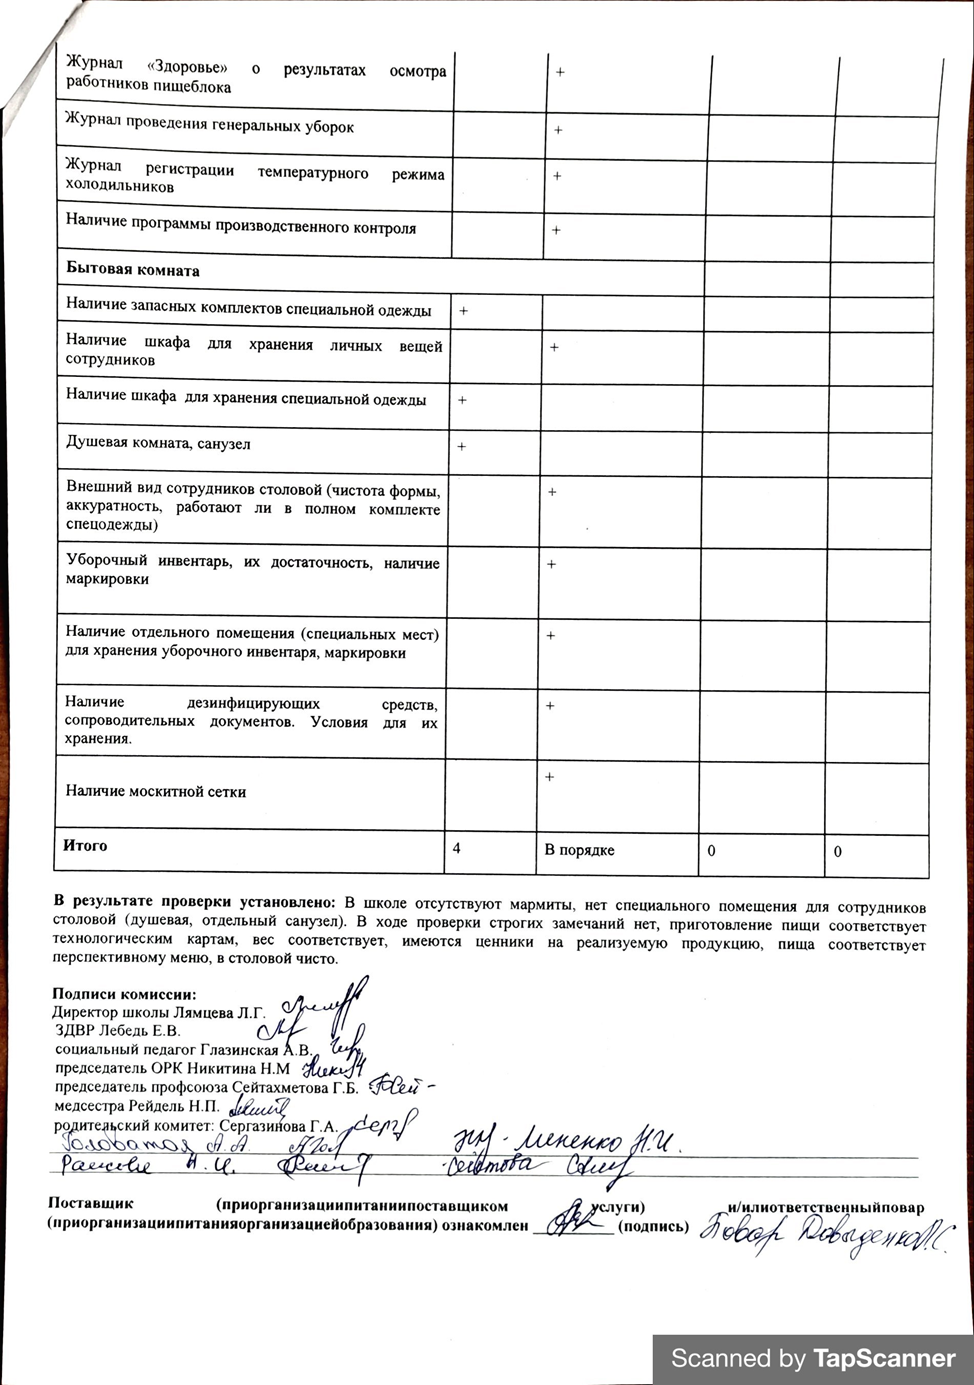 Журнал «Здоровье» о результатах осмотра +
работников пищеблока
Журнал проведения генеральных уборок +
Журнал регистрации температурного режима +
холодильников
Наличие программы производственного контроля +
Бытовая комната
Наличие запасных комплектов специальной одежды +
Наличие шкафа для хранения личных вещей +
сотрудников
Наличие шкафа для хранения специальной одежды +
Душевая комната, санузел +
Внешний вид сотрудников столовой (чистота формы, +
аккуратность, работают ли в полном комплекте
спецодежды)
Уборочный инвентарь, их достаточность, наличие +
маркировки
Наличие отдельного помещения (специальных мест) +
для хранения уборочного инвентаря, маркировки
Наличие дезинфицирующих средств, +
сопроводительных документов. Условия для их
хранения.
Наличие москитной сетки +
Итого 4 В порядке 0 0
В результате проверки установлено: В школе отсутствуют мармиты, нет специального помещения для сотрудников
столовой (душевая, отдельный санузел). В ходе проверки строгих замечаний нет, приготовление пищи соответствует
технологическим картам, вес соответствует, имеются ценники на реализуемую продукцию, пища соответствует
перспективному меню, в столовой чисто.
Подписи комиссии:
Директор школы Лямцева Л.Г.
ЗДВР Лебедь Е.В.
социальный педагог Глазинская А.В.
председатель ОРК Никитина Н.М
председатель профсоюза Сейтахметова Г.Б.
медсестра Рейдель Н.П.
родительский комитет: Сергазинова Г.А.
Головатая А.А. Миненко Н.И.
Поставщик (приорганизациипитаниипоставщиком услуги) и/илиответственныйповар
(приорганизациипитанияорганизациейобразования) ознакомлен (подпись) Повар Довыденко
Scanned by TapScanner